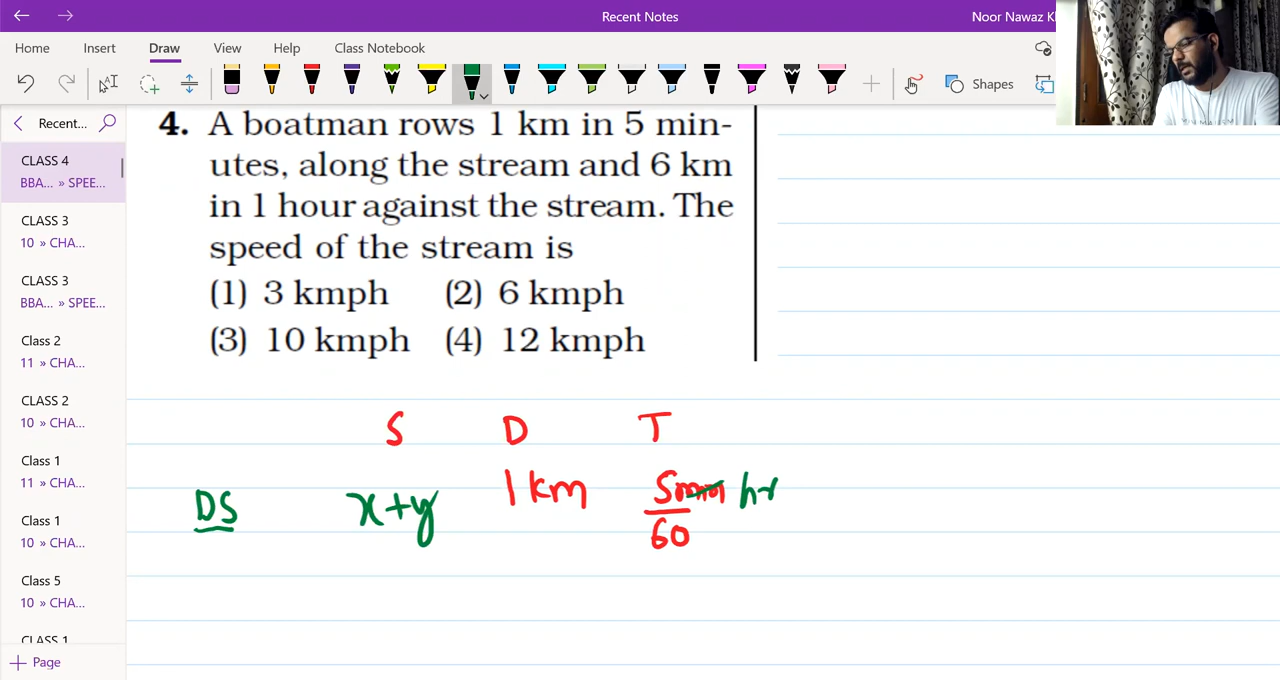 Recent Notes
Noor Nawaz Kh
Home Insert Draw View Help Class Notebook
Shapes
Recent...
CLASS 4
BBA... » SPEE...
CLASS 3
10 » CHA...
CLASS 3
BBA... » SPEE...
Class 2
11 » CHA...
CLASS 2
10 » CHA...
Class 1
11 » CHA...
Class 1
10 » CHA...
Class 5
10 » CHA...
CLASS 1
Page
4. A boatman rows 1 km in 5 min-
utes, along the stream and 6 km
in 1 hour against the stream. The
speed of the stream is
(1) 3 kmph (2) 6 kmph
(3) 10 kmph (4) 12 kmph
S D T
DS x+y 1 km 5 min hr
60